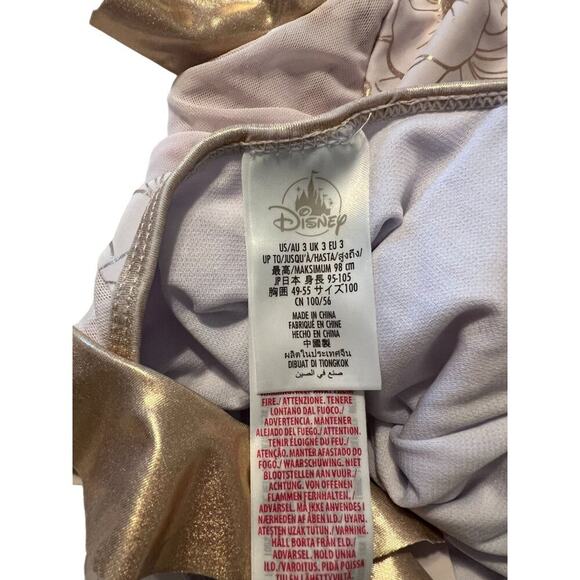 Disney
US/AU 3 UK 3 EU 3
UP TO/JUSQU'À/HASTA/สูงถึง/
最高/MAKSIMUM 98 cm
JP日本 身長 95-105
胸囲 49-55 サイズ100
CN 100/56
MADE IN CHINA
FABRIQUÉ EN CHINE
HECHO EN CHINA
中國製
ผลิตในประเทศจีน
DIBUAT DI TIONGKOK
صنع في الصين
FIRE./ATTENZIONE. TENERE
LONTANO DAL FUOCO./
ADVERTENCIA. MANTENER
ALEJADO DEL FUEGO./ATTENTION.
TENIR ÉLOIGNÉ DU FEU./
ATENÇÃO. MANTER AFASTADO DO
FOGO./WAARSCHUWING. NIET
BLOOTSTELLEN AAN VUUR./
ACHTUNG. VON OFFENEN
FLAMMEN FERNHALTEN./
ADVARSEL. MÅ IKKE ANVENDES I
NÆRHEDEN AF ÅBEN ILD./UYARI.
ATEŞTEN UZAK TUTUN./VARNING.
HÅLL BORTA FRÅN ELD./
ADVARSEL. HOLD UNNA
ILD./VAROITUS. PIDÄ POISSA
TULEN LÄHETTYVILTÄ